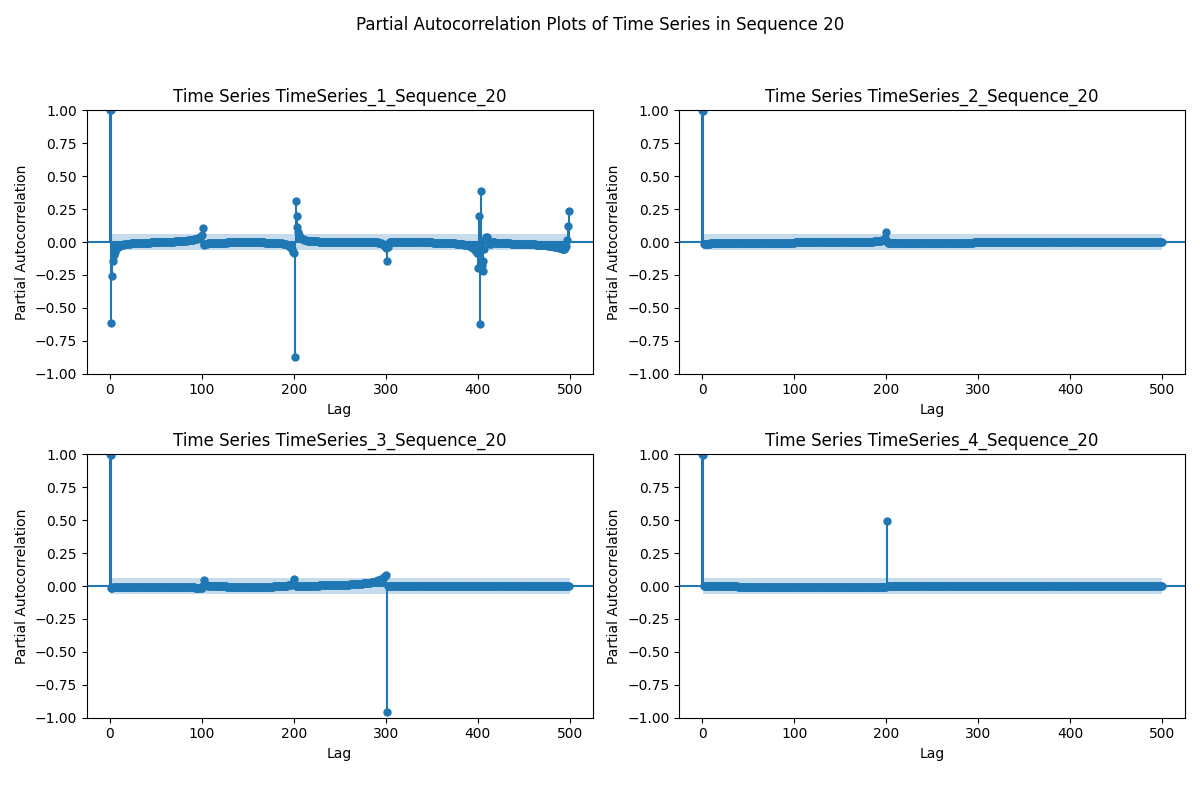 Partial Autocorrelation Plots of Time Series in Sequence 20
Time Series TimeSeries_1_Sequence_20
Partial Autocorrelation
1.00
0.75
0.50
0.25
0.00
−0.25
−0.50
−0.75
−1.00
0 100 200 300 400 500
Lag
Time Series TimeSeries_2_Sequence_20
Partial Autocorrelation
1.00
0.75
0.50
0.25
0.00
−0.25
−0.50
−0.75
−1.00
0 100 200 300 400 500
Lag
Time Series TimeSeries_3_Sequence_20
Partial Autocorrelation
1.00
0.75
0.50
0.25
0.00
−0.25
−0.50
−0.75
−1.00
0 100 200 300 400 500
Lag
Time Series TimeSeries_4_Sequence_20
Partial Autocorrelation
1.00
0.75
0.50
0.25
0.00
−0.25
−0.50
−0.75
−1.00
0 100 200 300 400 500
Lag